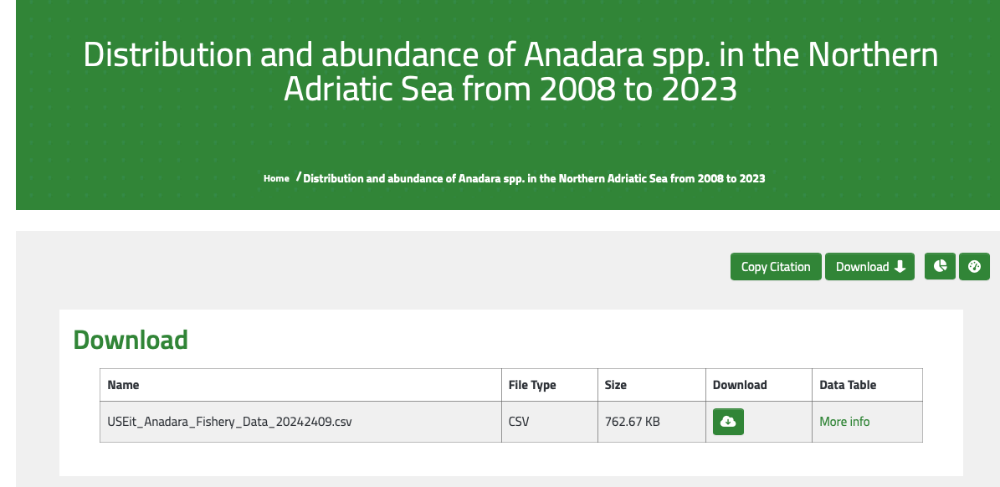 Distribution and abundance of Anadara spp. in the Northern
Adriatic Sea from 2008 to 2023
Home / Distribution and abundance of Anadara spp. in the Northern Adriatic Sea from 2008 to 2023
Copy Citation Download
Download
Name File Type Size Download Data Table
USEit_Anadara_Fishery_Data_20242409.csv CSV 762.67 KB More info